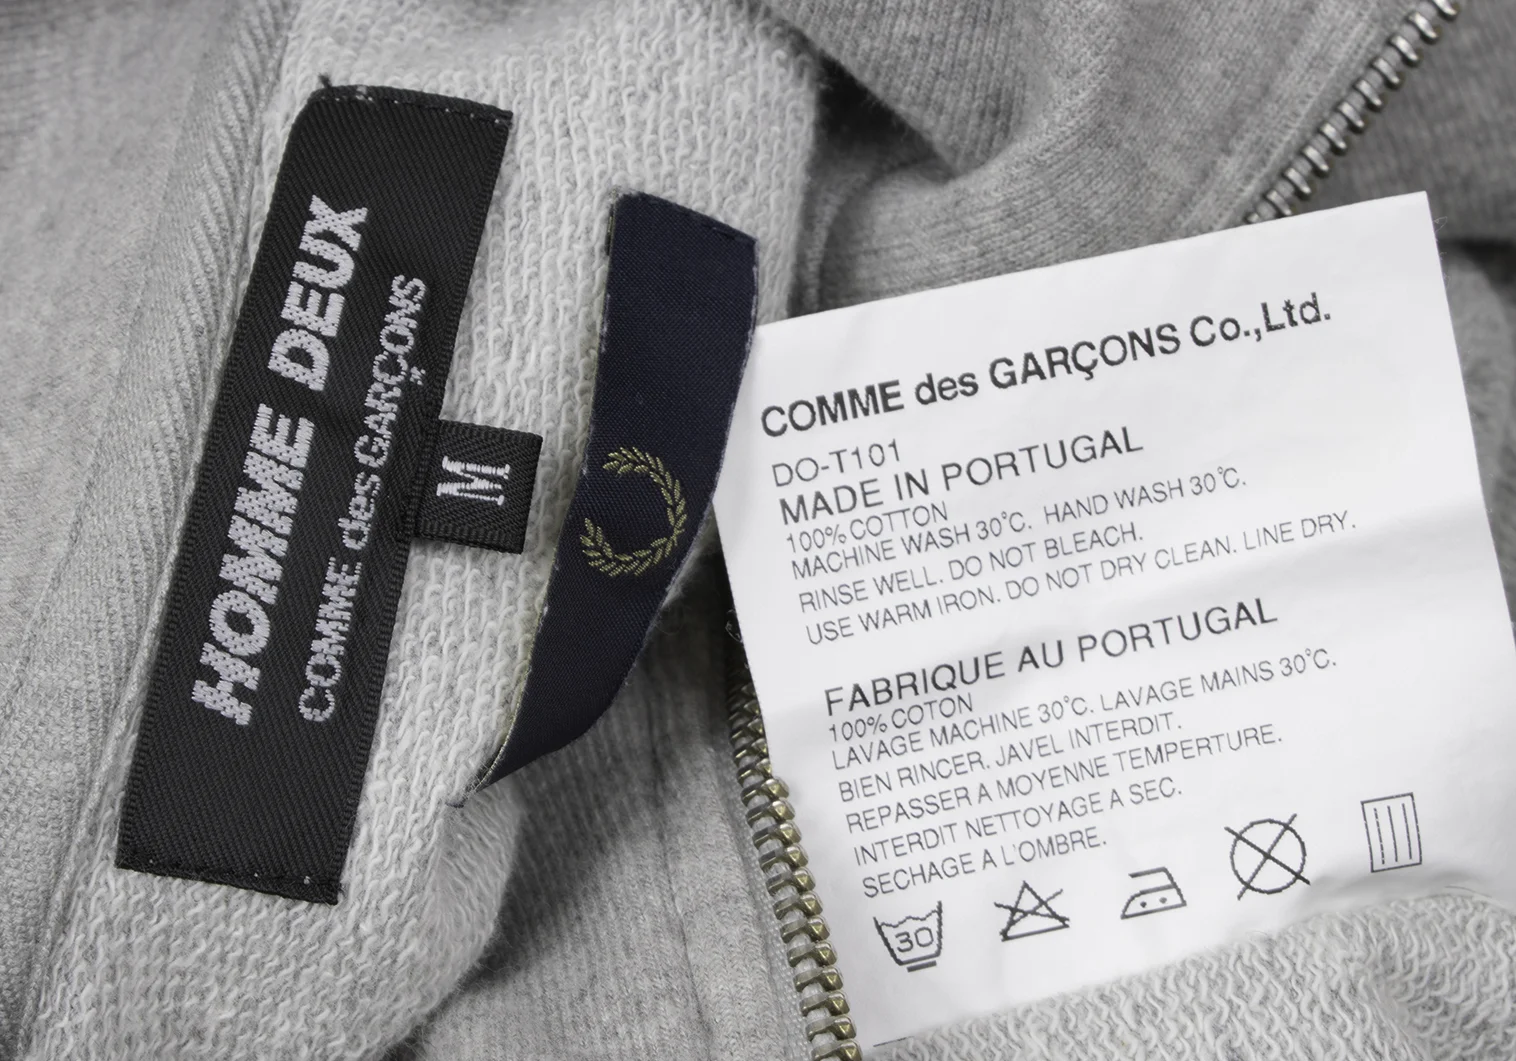 HOMME DEUX
COMME des GARÇONS
M
COMME des GARÇONS Co.,Ltd.
DO-T101
MADE IN PORTUGAL
100% COTTON
MACHINE WASH 30°C. HAND WASH 30°C.
RINSE WELL. DO NOT BLEACH.
USE WARM IRON. DO NOT DRY CLEAN. LINE DRY.
FABRIQUE AU PORTUGAL
100% COTON
LAVAGE MACHINE 30°C. LAVAGE MAINS 30°C.
BIEN RINCER. JAVEL INTERDIT.
REPASSER A MOYENNE TEMPERTURE.
INTERDIT NETTOYAGE A SEC.
SECHAGE A L'OMBRE.
30